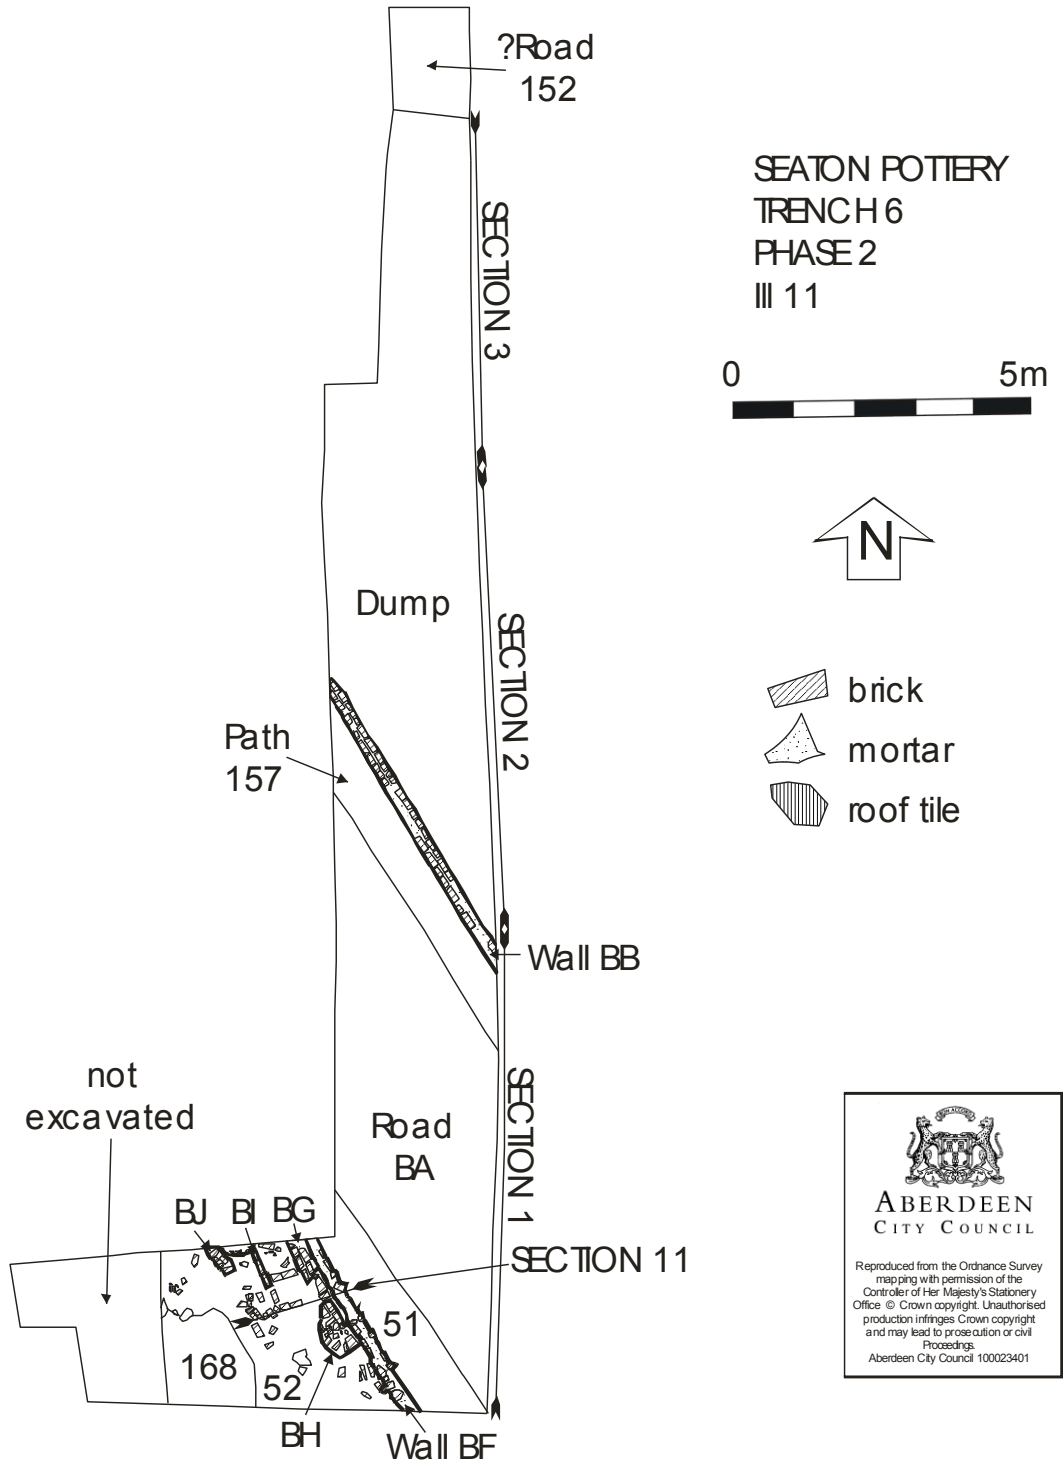 ?Road
152
SEATON POTTERY
TRENCH 6
PHASE 2
III 11
SECTION 3
0 5m
N
Dump
SECTION 2
brick
mortar
roof tile
Path
157
Wall BB
not
excavated
Road
BA
SECTION 1
BJ BI BG
SECTION 11
51
168
52
BH
Wall BF
BON ACCORD
ABERDEEN
CITY COUNCIL
Reproduced from the Ordnance Survey
mapping with permission of the
Controller of Her Majesty's Stationery
Office © Crown copyright. Unauthorised
production infringes Crown copyright
and may lead to prosecution or civil
Proceedings.
Aberdeen City Council 100023401